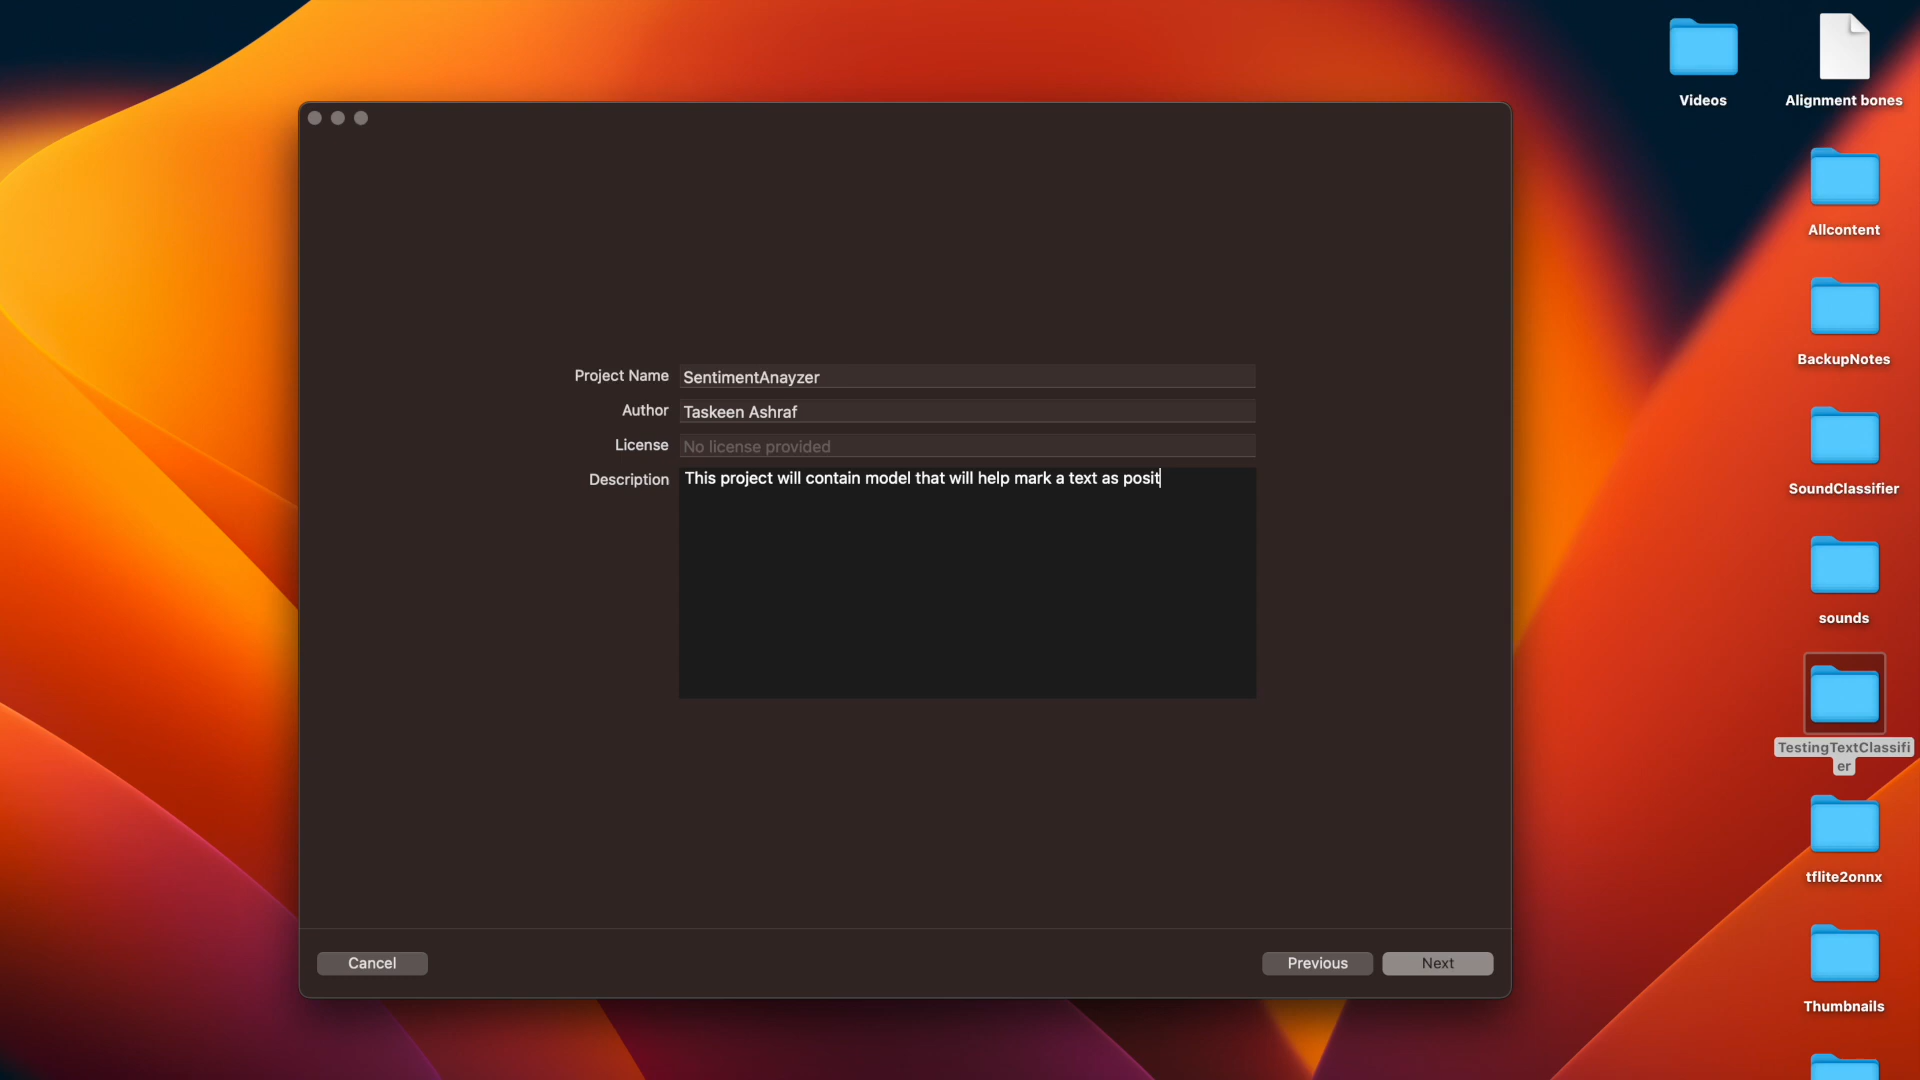 Videos
Alignment bones
Allcontent
BackupNotes
SoundClassifier
sounds
TestingTextClassifi
er
tflite2onnx
Thumbnails
Project Name SentimentAnayzer
Author Taskeen Ashraf
License No license provided
Description This project will contain model that will help mark a text as posit
Cancel
Previous
Next